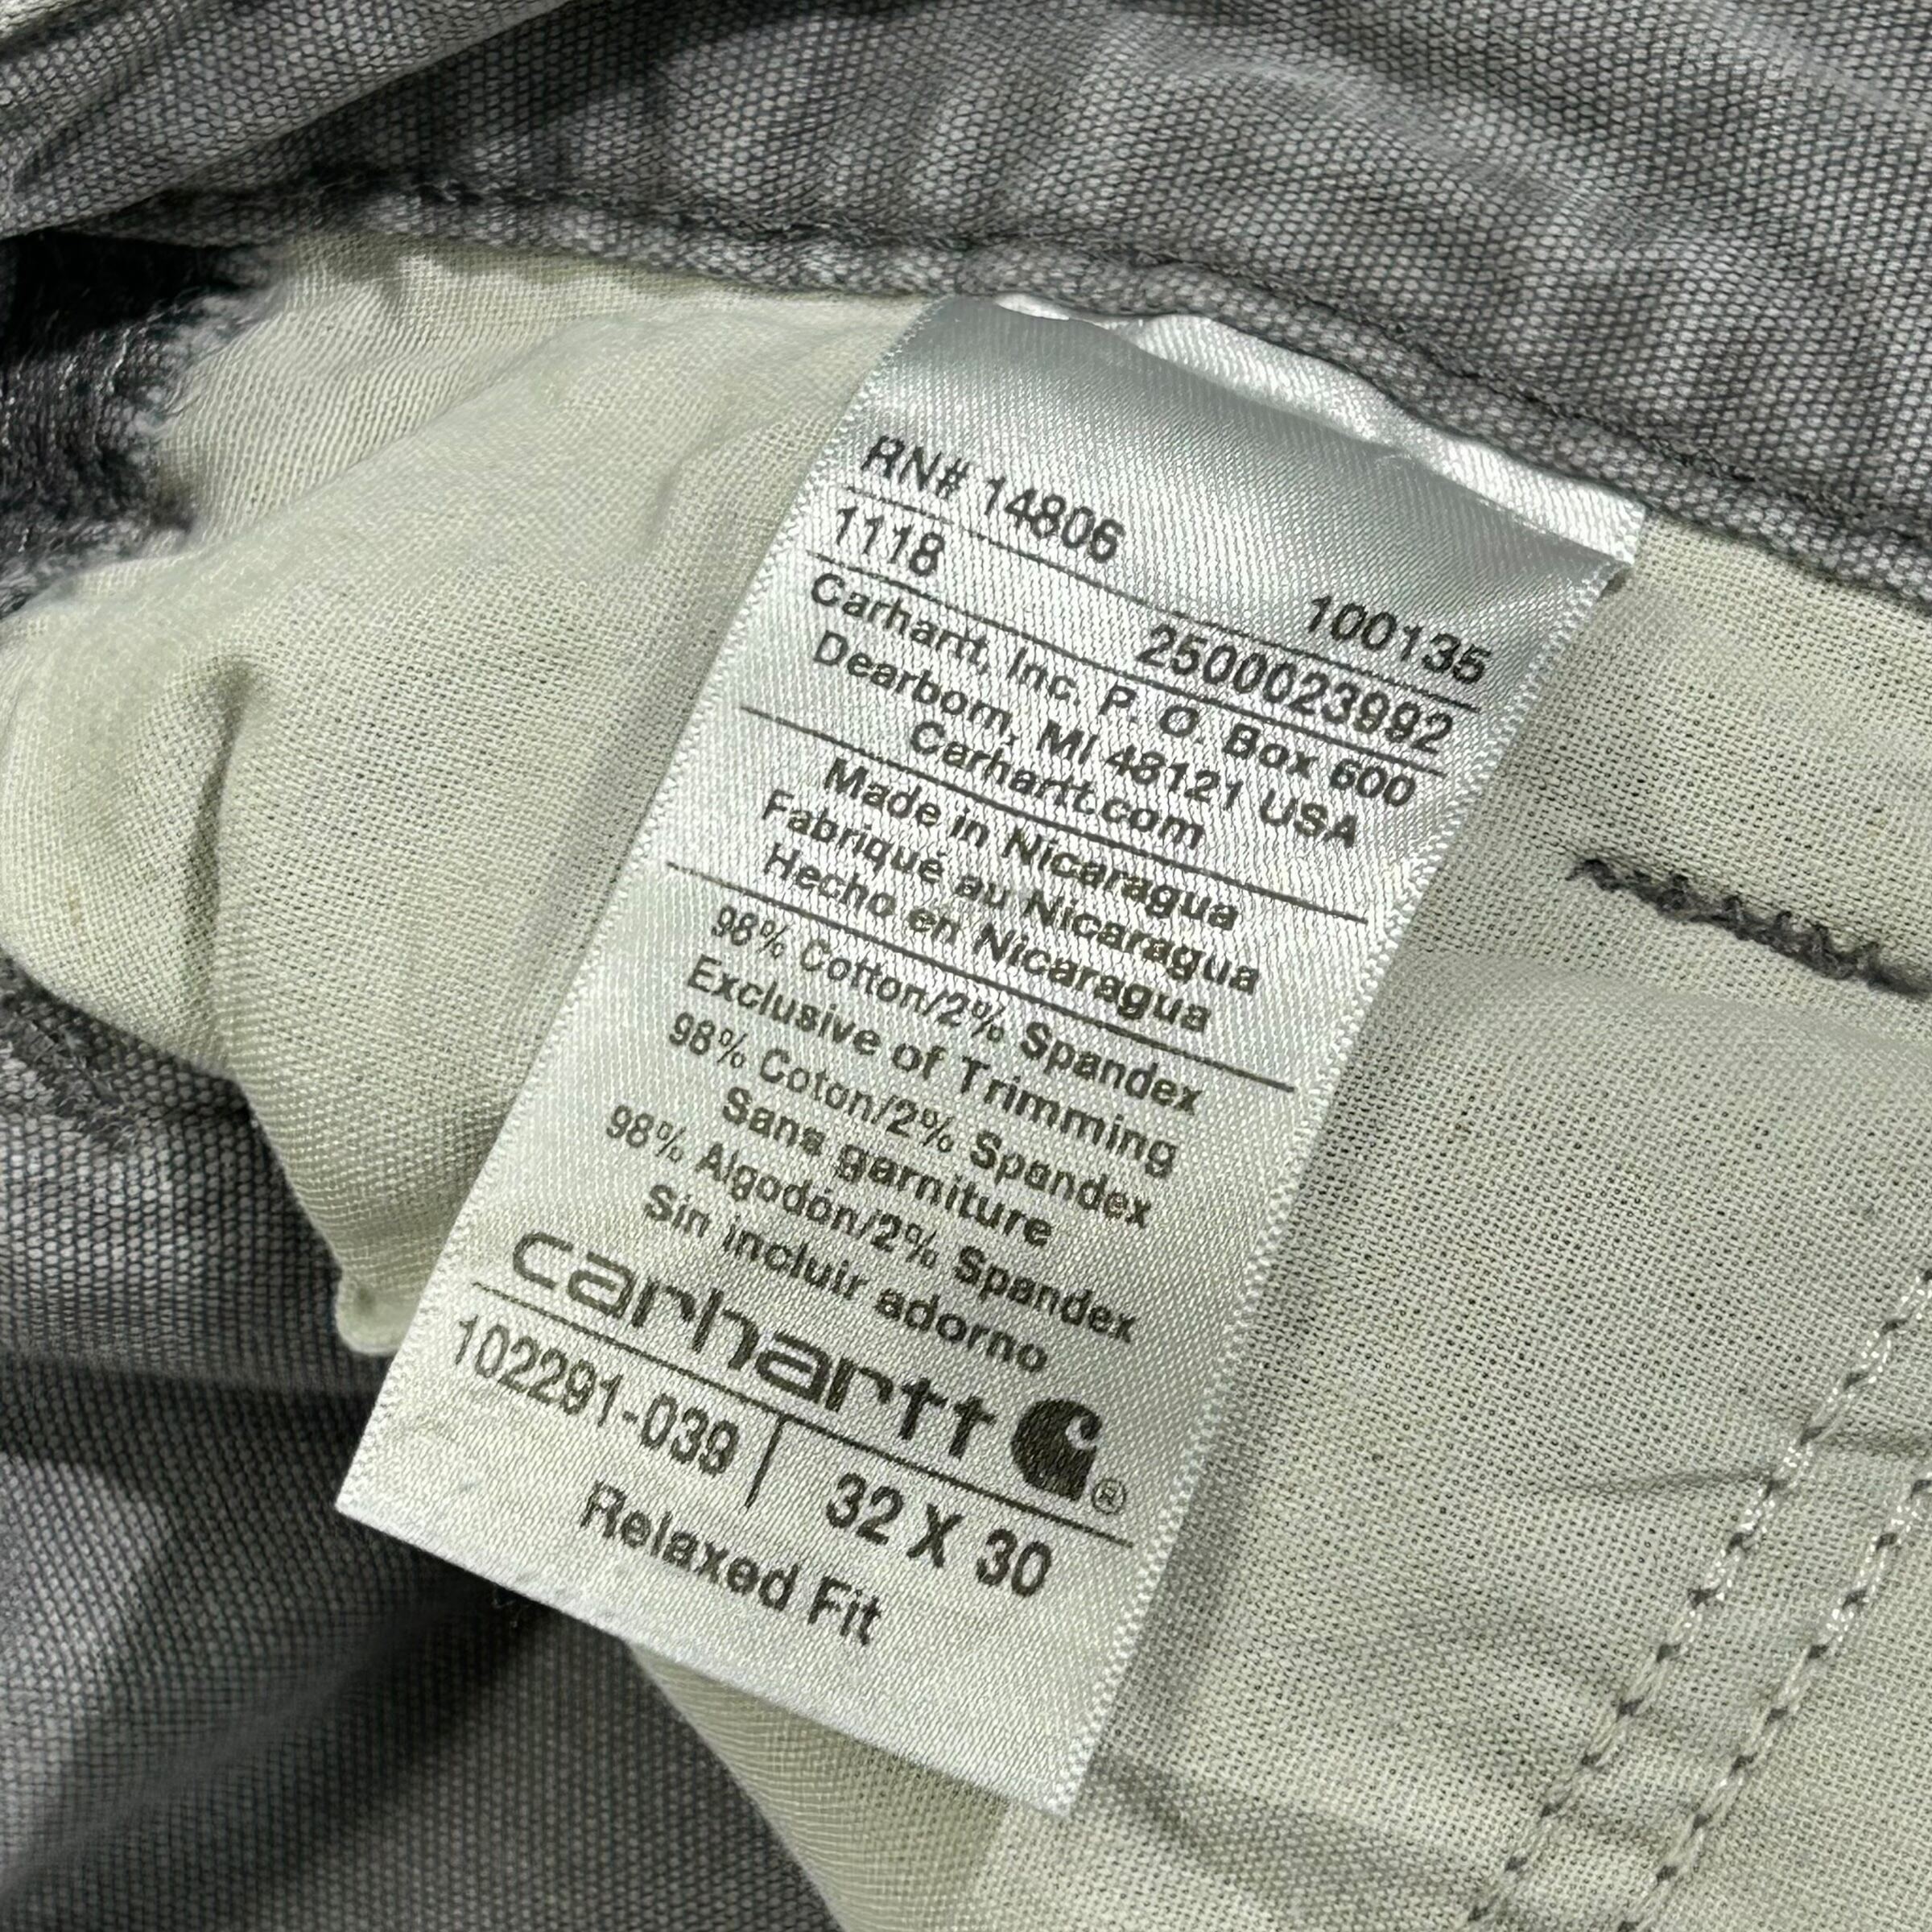 RN# 14806 100135
1118 2500023992
Carhartt, Inc. P. O. Box 600
Dearborn, MI 48121 USA
Carhartt.com
Made in Nicaragua
Fabriqué au Nicaragua
Hecho en Nicaragua
98% Cotton/2% Spandex
Exclusive of Trimming
98% Coton/2% Spandex
Sans garniture
98% Algodón/2% Spandex
Sin incluir adorno
carhartt ®
102291-039 | 32 X 30
Relaxed Fit